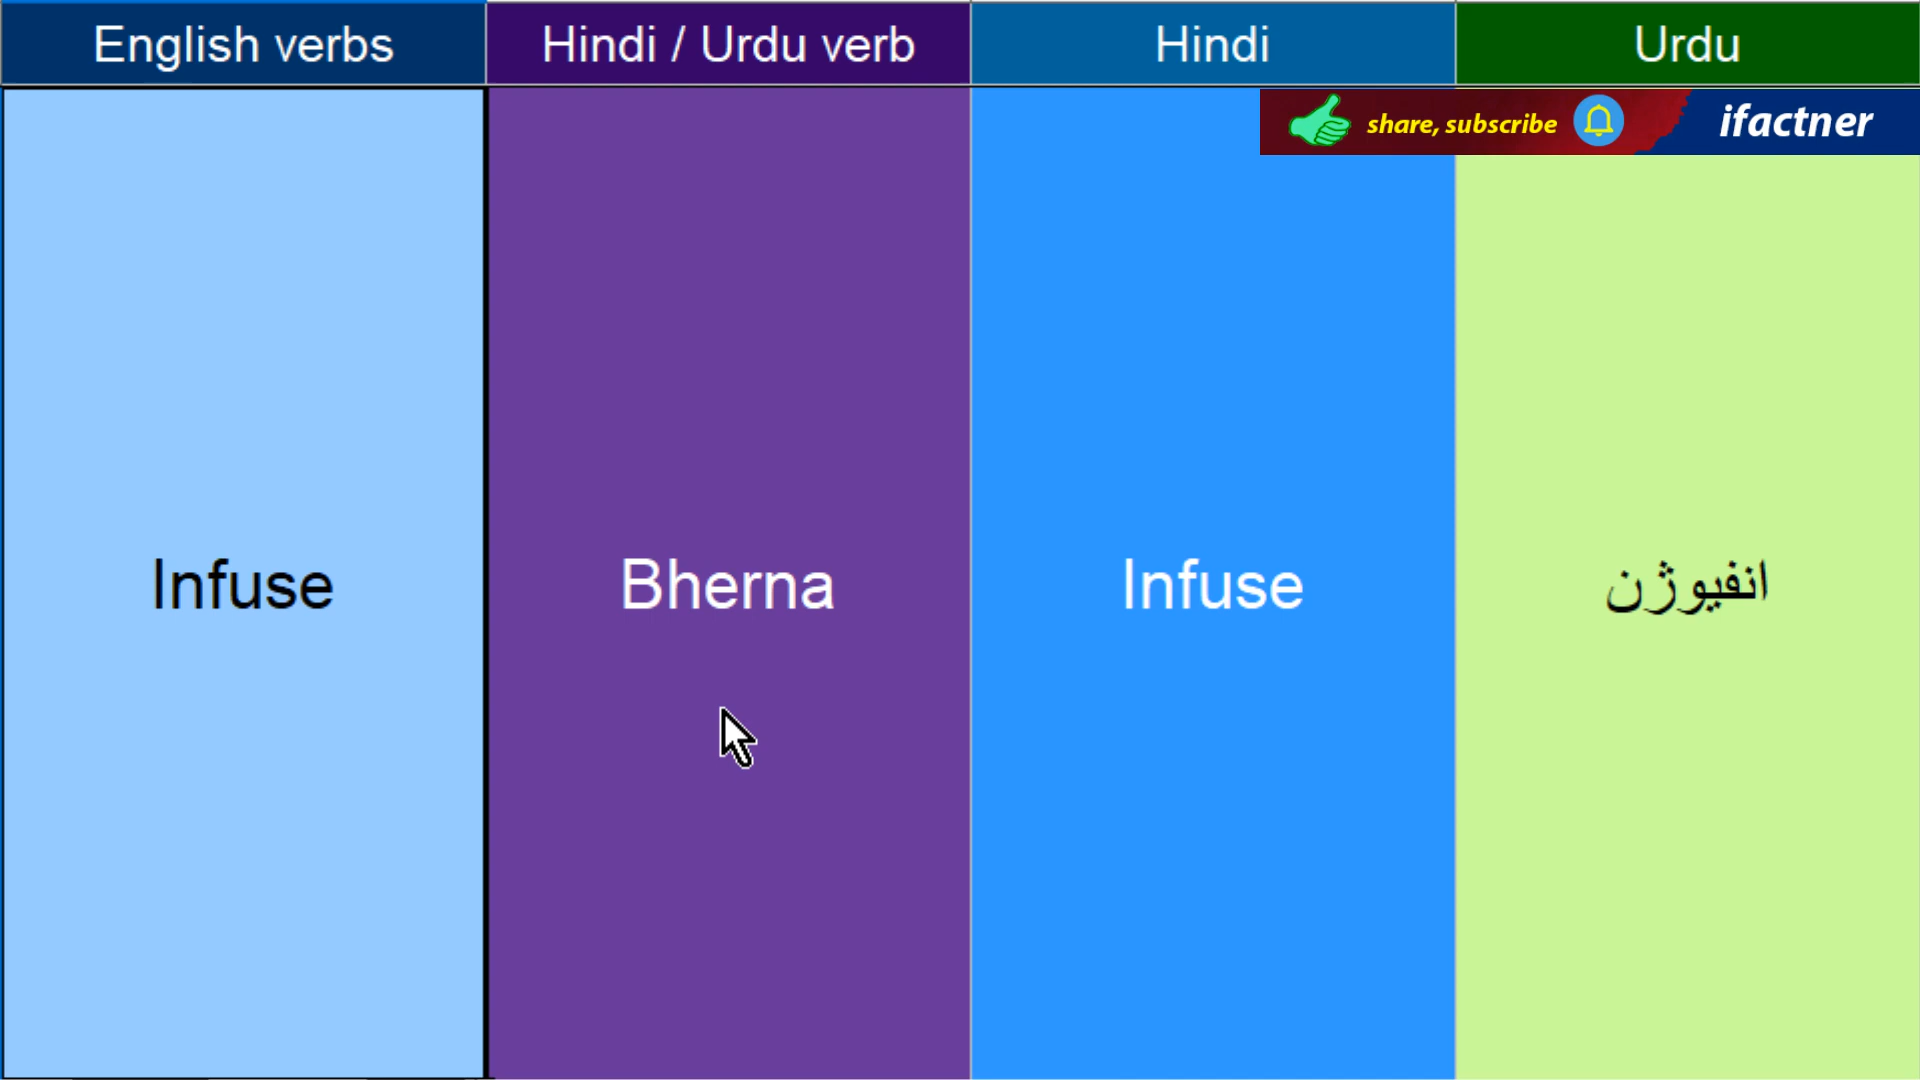 English verbs
Hindi / Urdu verb
Hindi
Urdu
share, subscribe
ifactner
Infuse
Bherna
Infuse
انفیوژن